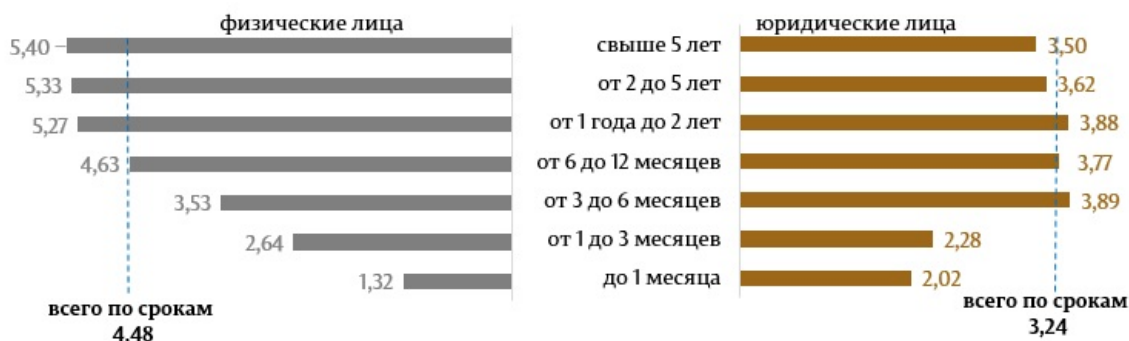 физические лица
юридические лица
5,40 свыше 5 лет 3,50
5,33 от 2 до 5 лет 3,62
5,27 от 1 года до 2 лет 3,88
4,63 от 6 до 12 месяцев 3,77
3,53 от 3 до 6 месяцев 3,89
2,64 от 1 до 3 месяцев 2,28
1,32 до 1 месяца 2,02
всего по срокам
4,48
всего по срокам
3,24